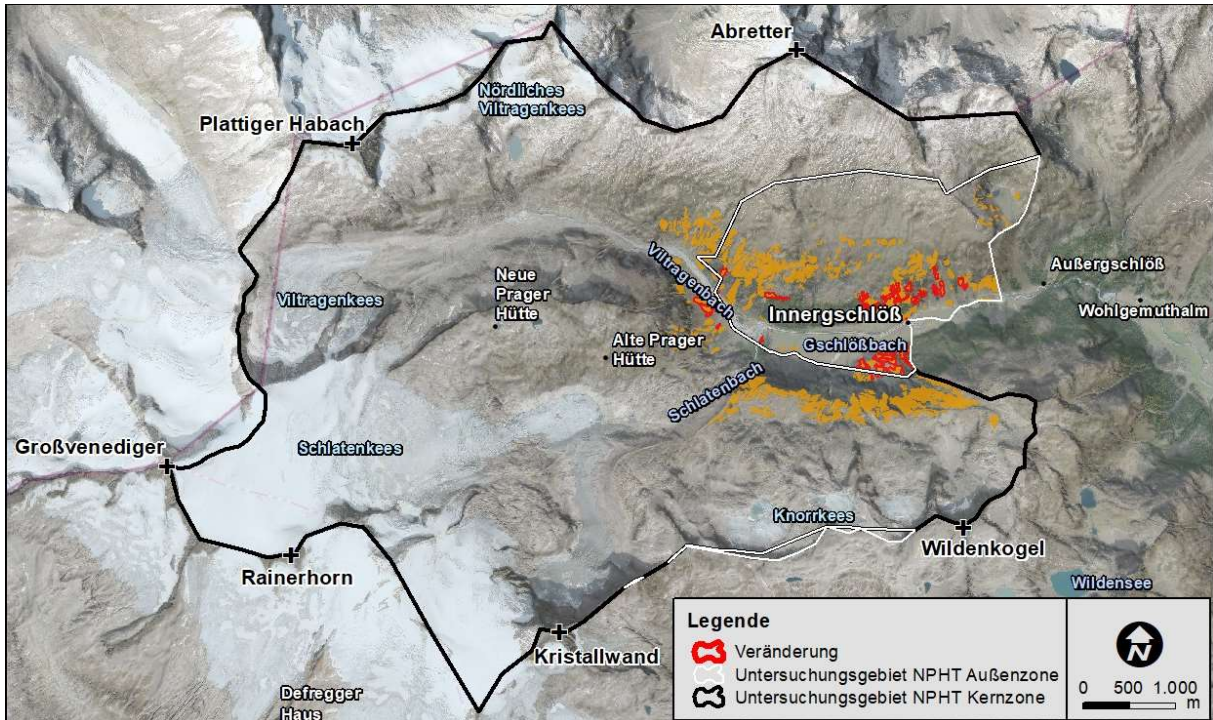 Abretter
Nördliches
Viltragenkees
Plattiger Habach
Viltragenkees
Neue
Prager
Hütte
Viltragenbach
Außergschlöß
Wohlgemuthalm
Innergschlöß
Gschlößbach
Alte Prager
Hütte
Schlatenbach
Großvenediger
Schlatenkees
Rainerhorn
Knorrkees
Wildenkogel
Wildensee
Kristallwand
Defregger
Haus
Legende
Veränderung
Untersuchungsgebiet NPHT Außenzone
Untersuchungsgebiet NPHT Kernzone
N
0 500 1.000
m